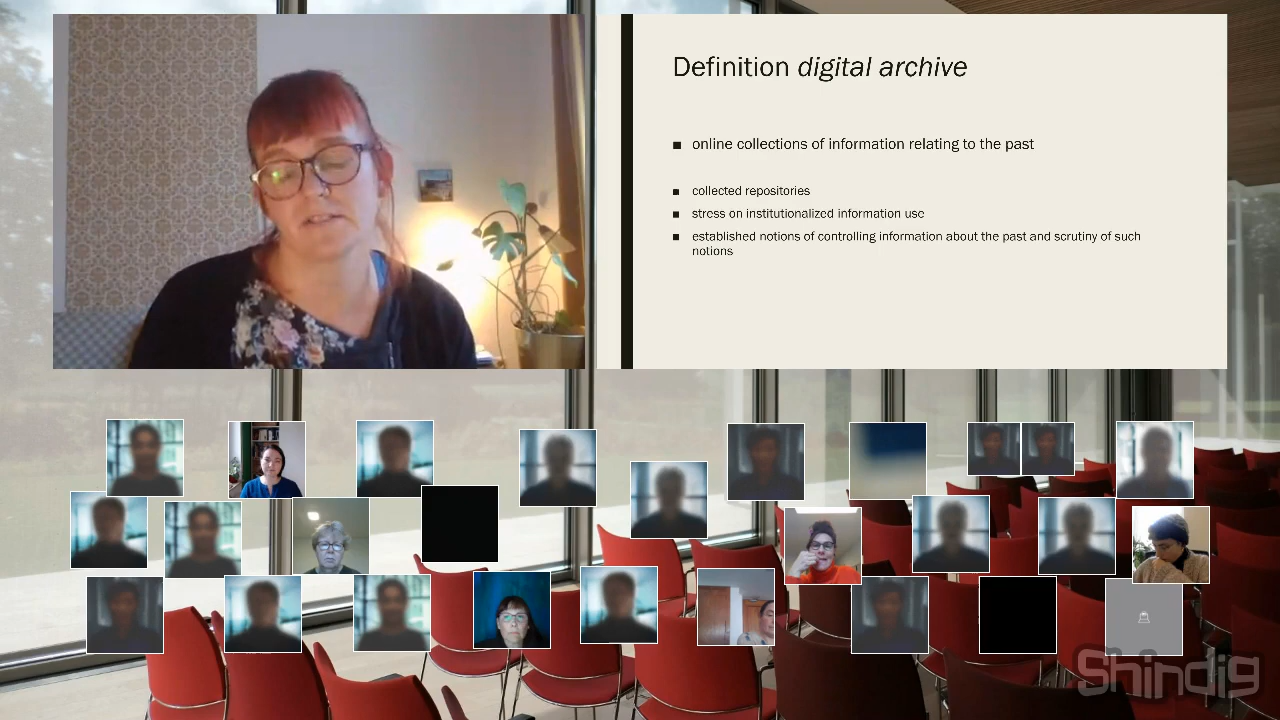 Definition digital archive
■ online collections of information relating to the past
■ collected repositories
■ stress on institutionalized information use
■ established notions of controlling information about the past and scrutiny of such
notions
Shindig